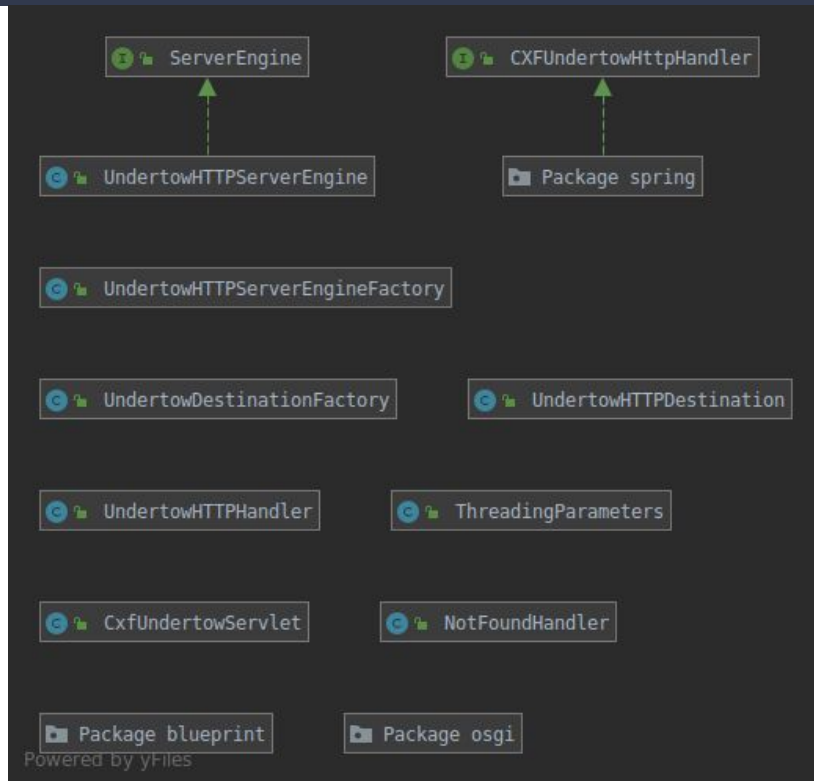 ServerEngine
CXFUndertowHttpHandler
UndertowHTTPServerEngine
Package spring
UndertowHTTPServerEngineFactory
UndertowDestinationFactory
UndertowHTTPDestination
UndertowHTTPHandler
ThreadingParameters
CxfUndertowServlet
NotFoundHandler
Package blueprint
Package osgi
Powered by yFiles